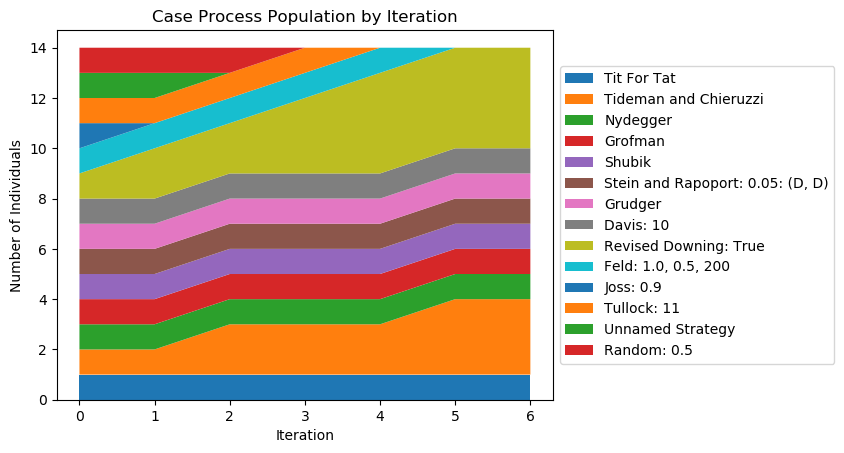 Case Process Population by Iteration
Number of Individuals
14
12
10
8
6
4
2
0
0 1 2 3 4 5 6
Iteration
Tit For Tat
Tideman and Chieruzzi
Nydegger
Grofman
Shubik
Stein and Rapoport: 0.05: (D, D)
Grudger
Davis: 10
Revised Downing: True
Feld: 1.0, 0.5, 200
Joss: 0.9
Tullock: 11
Unnamed Strategy
Random: 0.5